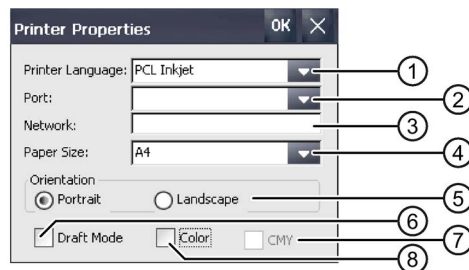 Printer Properties OK ×
Printer Language: PCL Inkjet 1
Port: 2
Network: 3
Paper Size: A4 4
Orientation
Portrait Landscape 5
6
Draft Mode Color CMY 7
8